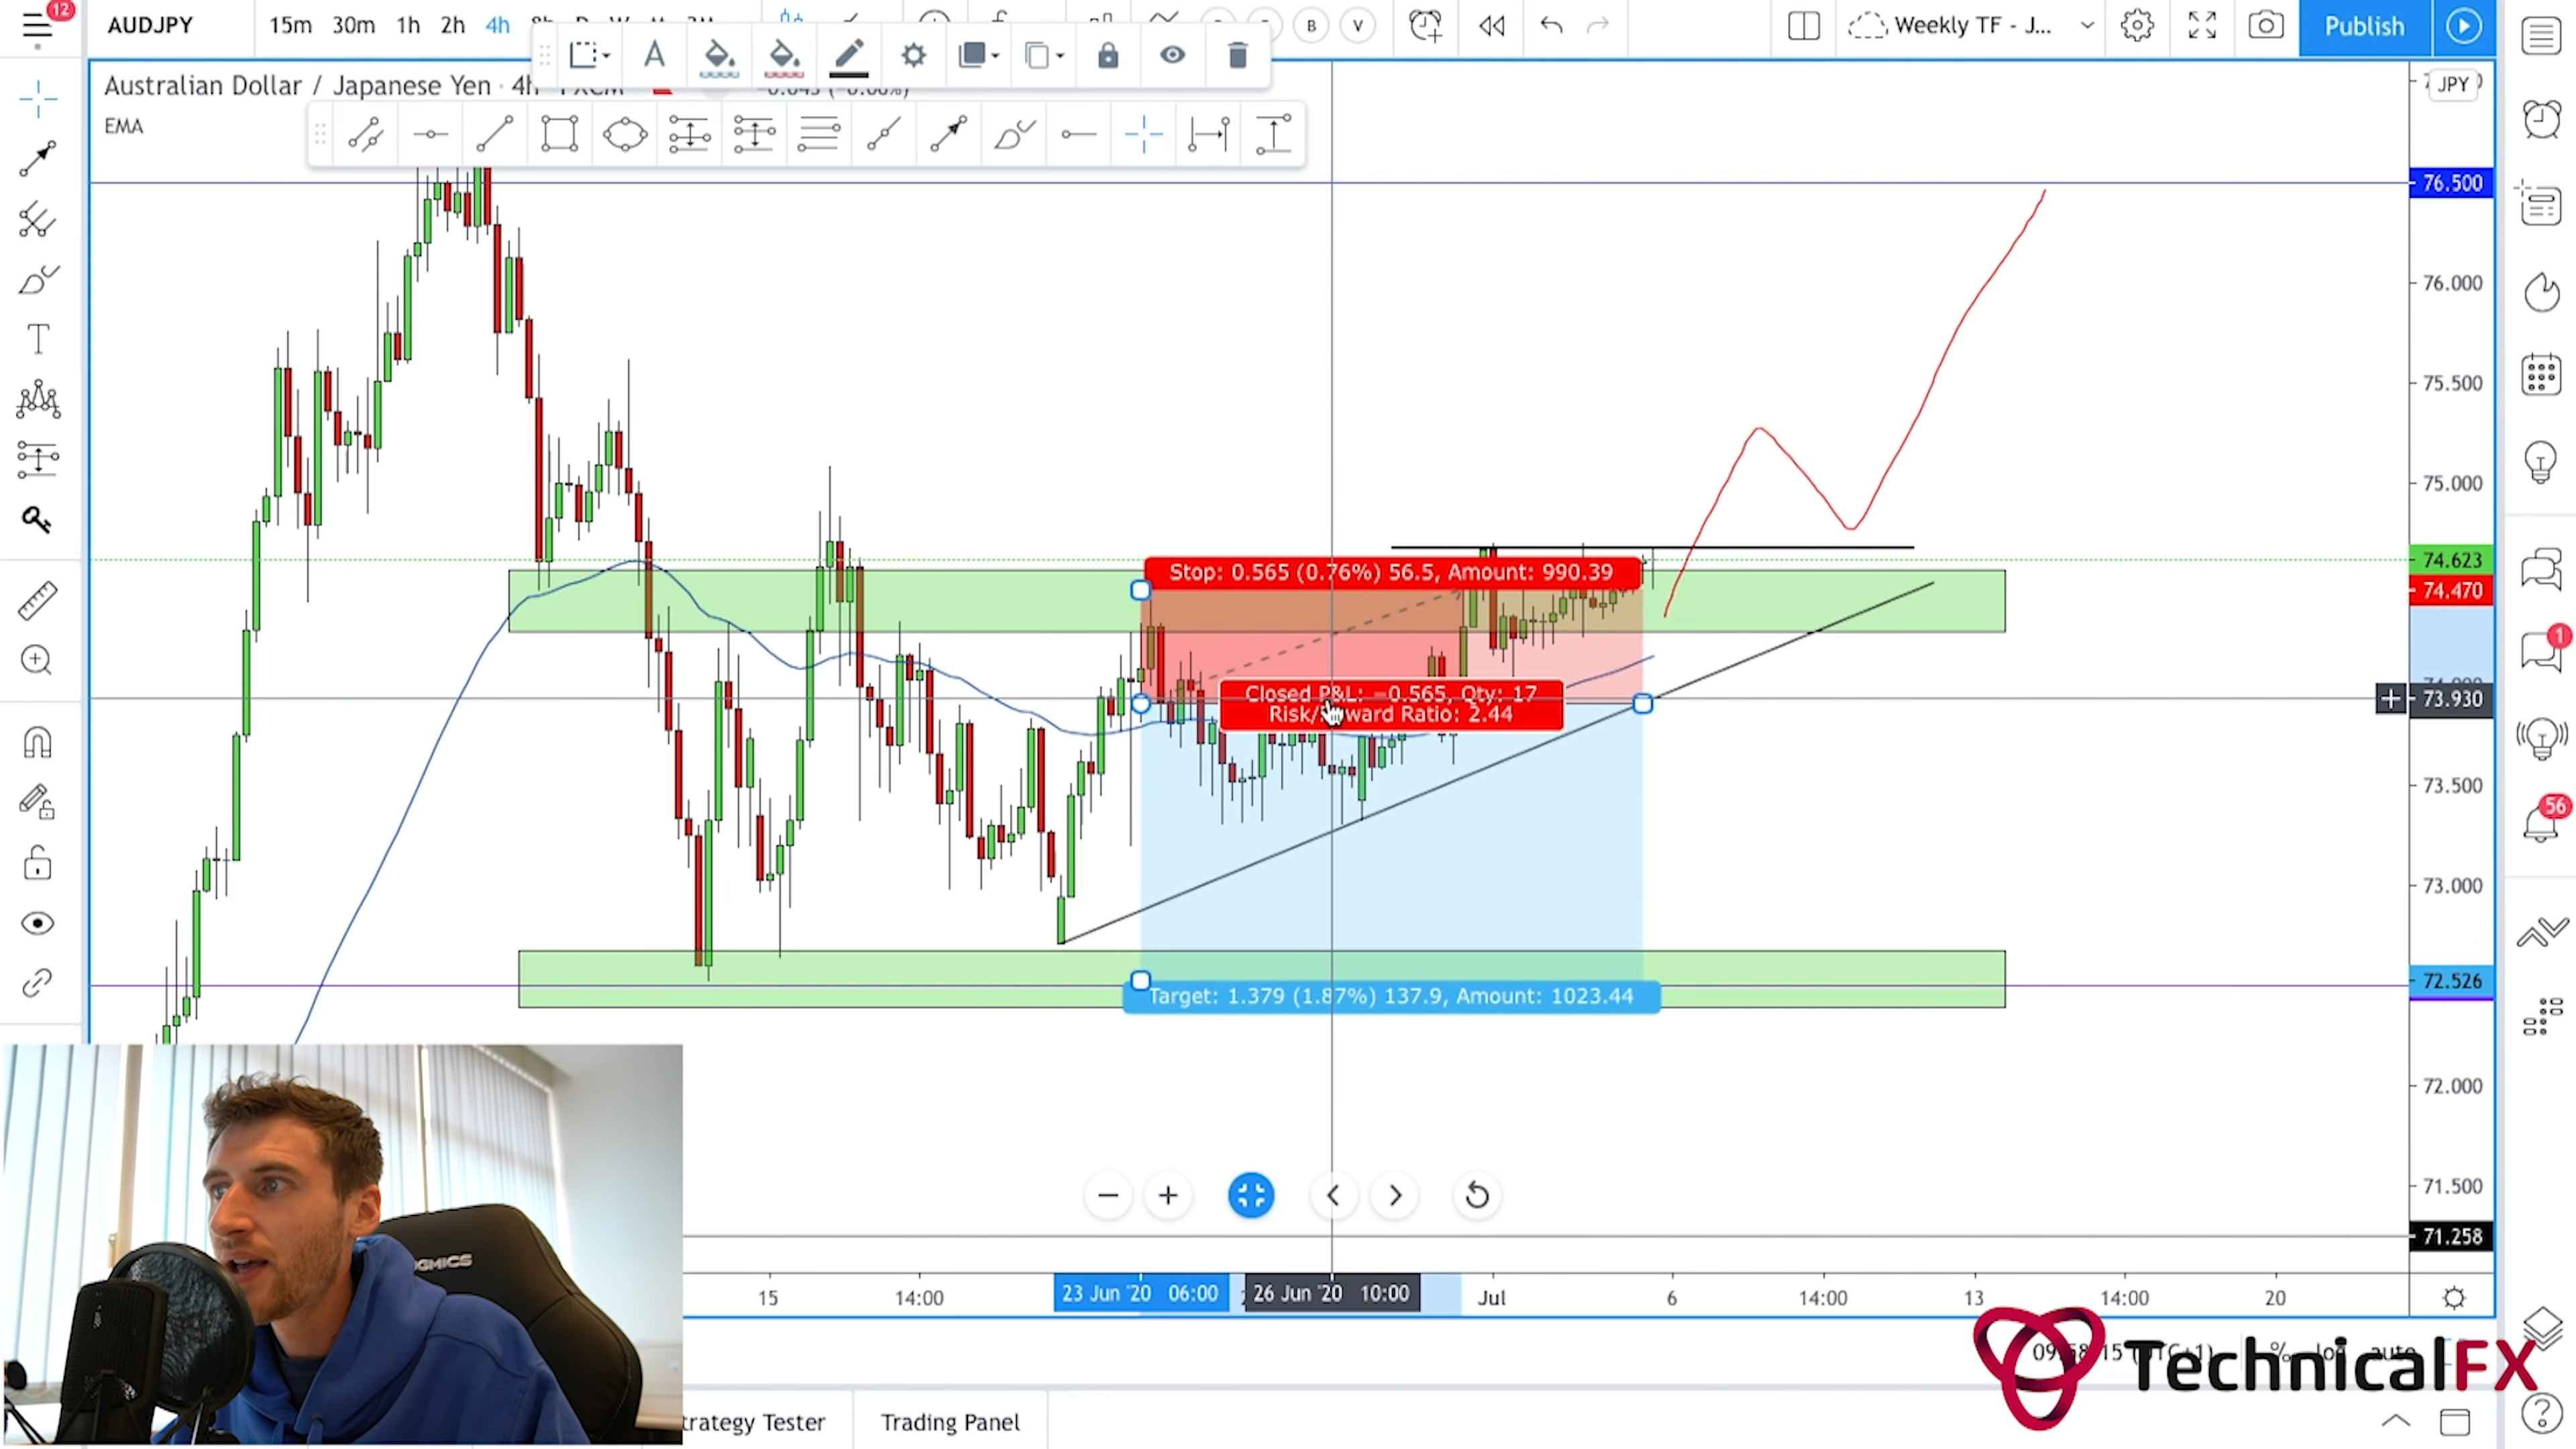 12
AUDJPY 15m 30m 1h 2h 4h B V Weekly TF - J... Publish
Australian Dollar / Japanese Yen · 4h
JPY
EMA
76.500
76.000
75.500
75.000
74.623
Stop: 0.565 (0.76%) 56.5, Amount: 990.39
74.470
1
Closed P&L: −0.565, Qty: 17
73.930
Risk/Reward Ratio: 2.44
73.500
56
73.000
72.526
Target: 1.379 (1.87%) 137.9, Amount: 1023.44
72.000
71.500
71.258
15 14:00 23 Jun '20 06:00 26 Jun '20 10:00 Jul 6 14:00 13 14:00 20
TechnicalFX
trategy Tester Trading Panel